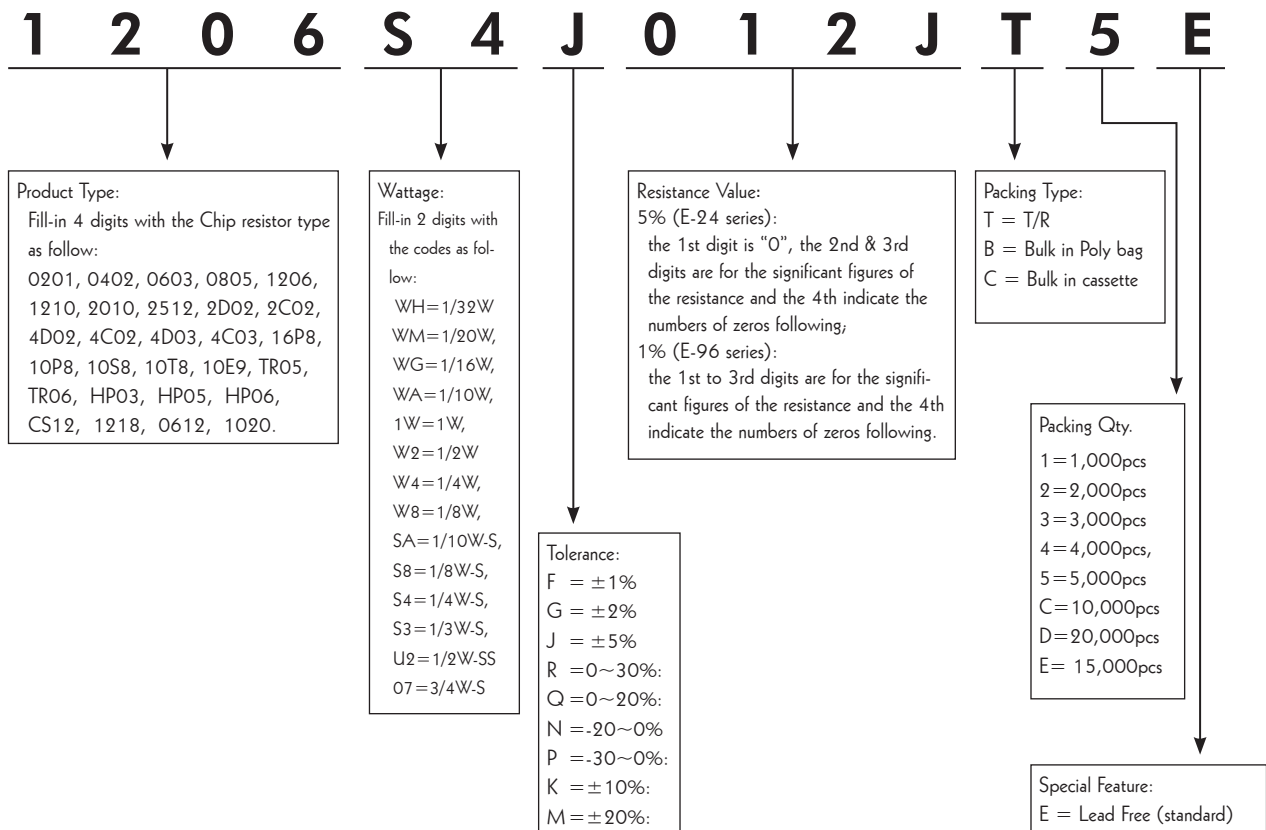 1 2 0 6 S 4 J 0 1 2 J T 5 E
Product Type:
Fill-in 4 digits with the Chip resistor type
as follow:
0201, 0402, 0603, 0805, 1206,
1210, 2010, 2512, 2D02, 2C02,
4D02, 4C02, 4D03, 4C03, 16P8,
10P8, 10S8, 10T8, 10E9, TR05,
TR06, HP03, HP05, HP06,
CS12, 1218, 0612, 1020.
Wattage:
Fill-in 2 digits with
the codes as fol-
low:
WH=1/32W
WM=1/20W,
WG=1/16W,
WA=1/10W,
1W=1W,
W2=1/2W
W4=1/4W,
W8=1/8W,
SA=1/10W-S,
S8=1/8W-S,
S4=1/4W-S,
S3=1/3W-S,
U2=1/2W-SS
07=3/4W-S
Tolerance:
F = ±1%
G = ±2%
J = ±5%
R =0~30%:
Q =0~20%:
N =-20~0%
P =-30~0%:
K =±10%:
M =±20%:
Resistance Value:
5% (E-24 series):
the 1st digit is "0", the 2nd & 3rd
digits are for the significant figures of
the resistance and the 4th indicate the
numbers of zeros following;
1% (E-96 series):
the 1st to 3rd digits are for the signifi-
cant figures of the resistance and the 4th
indicate the numbers of zeros following.
Packing Type:
T = T/R
B = Bulk in Poly bag
C = Bulk in cassette
Packing Qty.
1=1,000pcs
2=2,000pcs
3=3,000pcs
4=4,000pcs,
5=5,000pcs
C=10,000pcs
D=20,000pcs
E= 15,000pcs
Special Feature:
E = Lead Free (standard)